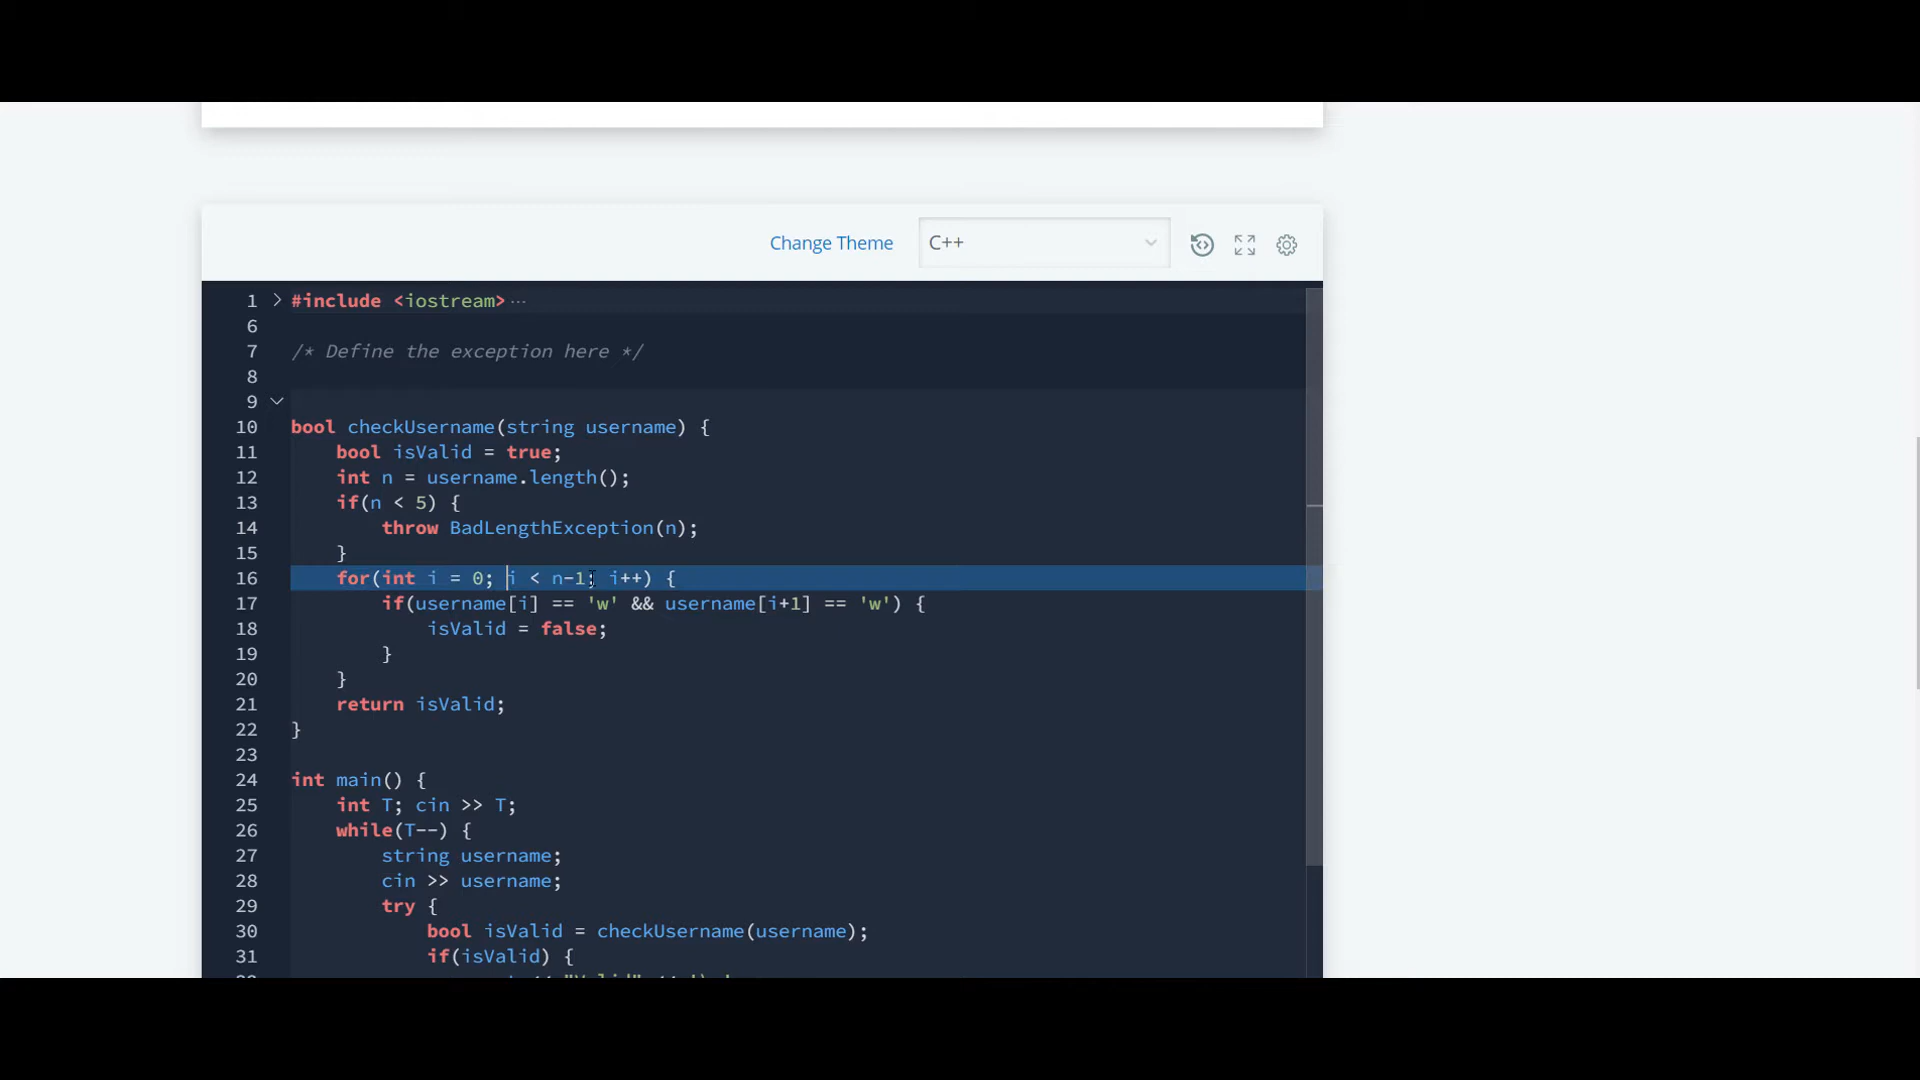 Change Theme C++
1 #include <iostream> ...
6
7 /* Define the exception here */
8
9
10 bool checkUsername(string username) {
11 bool isValid = true;
12 int n = username.length();
13 if(n < 5) {
14 throw BadLengthException(n);
15 }
16 for(int i = 0; i < n-1; i++) {
17 if(username[i] == 'w' && username[i+1] == 'w') {
18 isValid = false;
19 }
20 }
21 return isValid;
22 }
23
24 int main() {
25 int T; cin >> T;
26 while(T--) {
27 string username;
28 cin >> username;
29 try {
30 bool isValid = checkUsername(username);
31 if(isValid) {